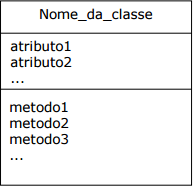 Nome_da_classe
atributo1
atributo2
...
metodo1
metodo2
metodo3
...